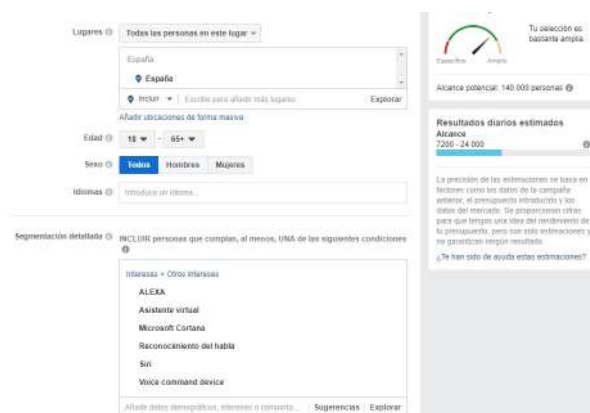 Lugares
Todas las personas en este lugar
España
España
Incluir
Escribe para añadir más lugares
Explorar
Añadir ubicaciones de forma masiva
Edad
18 - 65+
Sexo
Todos Hombres Mujeres
Idiomas
Introduce un idioma...
Segmentación detallada
INCLUIR personas que cumplan, al menos, UNA de las siguientes condiciones
Intereses > Otros intereses
ALEXA
Asistente virtual
Microsoft Cortana
Reconocimiento del habla
Siri
Voice command device
Añade datos demográficos, intereses o comporta...
Sugerencias
Explorar
Tu selección es
bastante amplia.
Específico
Amplio
Alcance potencial: 140 000 personas
Resultados diarios estimados
Alcance
7200 - 24 000
La precisión de las estimaciones se basa en
factores como los datos de la campaña
anterior, el presupuesto introducido y los
datos del mercado. Se proporcionan cifras
para que tengas una idea del rendimiento de
tu presupuesto, pero son solo estimaciones y
no garantizan ningún resultado.
¿Te han sido de ayuda estas estimaciones?